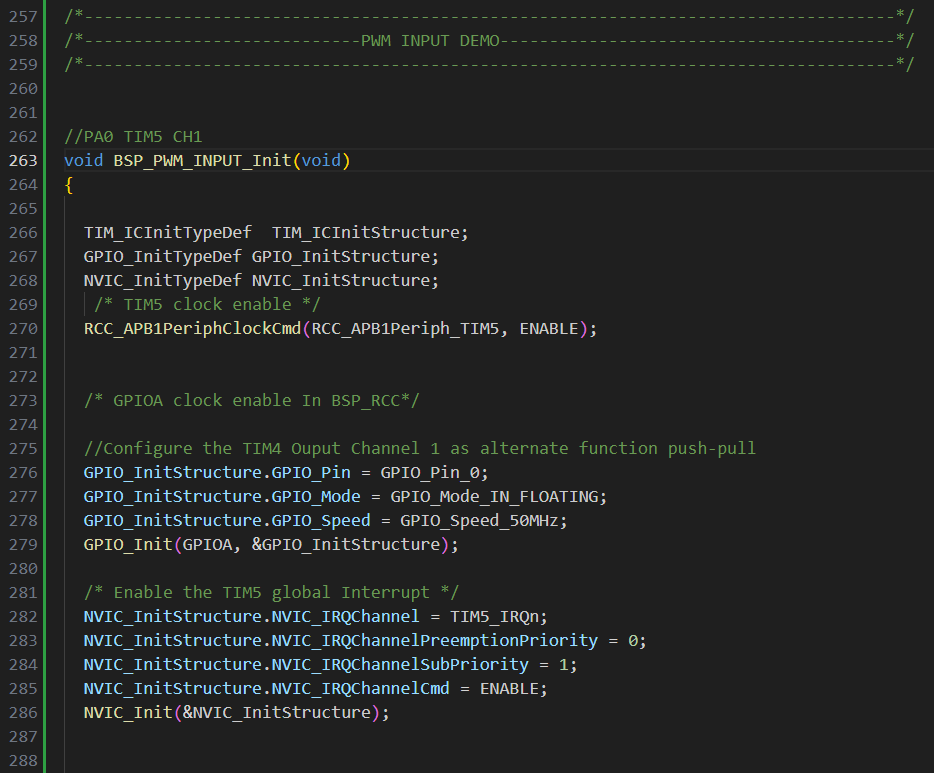 257 /*----------------------------------------------------------------------------------*/
258 /*----------------------------PWM INPUT DEMO----------------------------------------*/
259 /*----------------------------------------------------------------------------------*/
260
261
262 //PA0 TIM5 CH1
263 void BSP_PWM_INPUT_Init(void)
264 {
265
266   TIM_ICInitTypeDef  TIM_ICInitStructure;
267   GPIO_InitTypeDef GPIO_InitStructure;
268   NVIC_InitTypeDef NVIC_InitStructure;
269    /* TIM5 clock enable */
270   RCC_APB1PeriphClockCmd(RCC_APB1Periph_TIM5, ENABLE);
271
272
273   /* GPIOA clock enable In BSP_RCC*/
274
275   //Configure the TIM4 Ouput Channel 1 as alternate function push-pull
276   GPIO_InitStructure.GPIO_Pin = GPIO_Pin_0;
277   GPIO_InitStructure.GPIO_Mode = GPIO_Mode_IN_FLOATING;
278   GPIO_InitStructure.GPIO_Speed = GPIO_Speed_50MHz;
279   GPIO_Init(GPIOA, &GPIO_InitStructure);
280
281   /* Enable the TIM5 global Interrupt */
282   NVIC_InitStructure.NVIC_IRQChannel = TIM5_IRQn;
283   NVIC_InitStructure.NVIC_IRQChannelPreemptionPriority = 0;
284   NVIC_InitStructure.NVIC_IRQChannelSubPriority = 1;
285   NVIC_InitStructure.NVIC_IRQChannelCmd = ENABLE;
286   NVIC_Init(&NVIC_InitStructure);
287
288